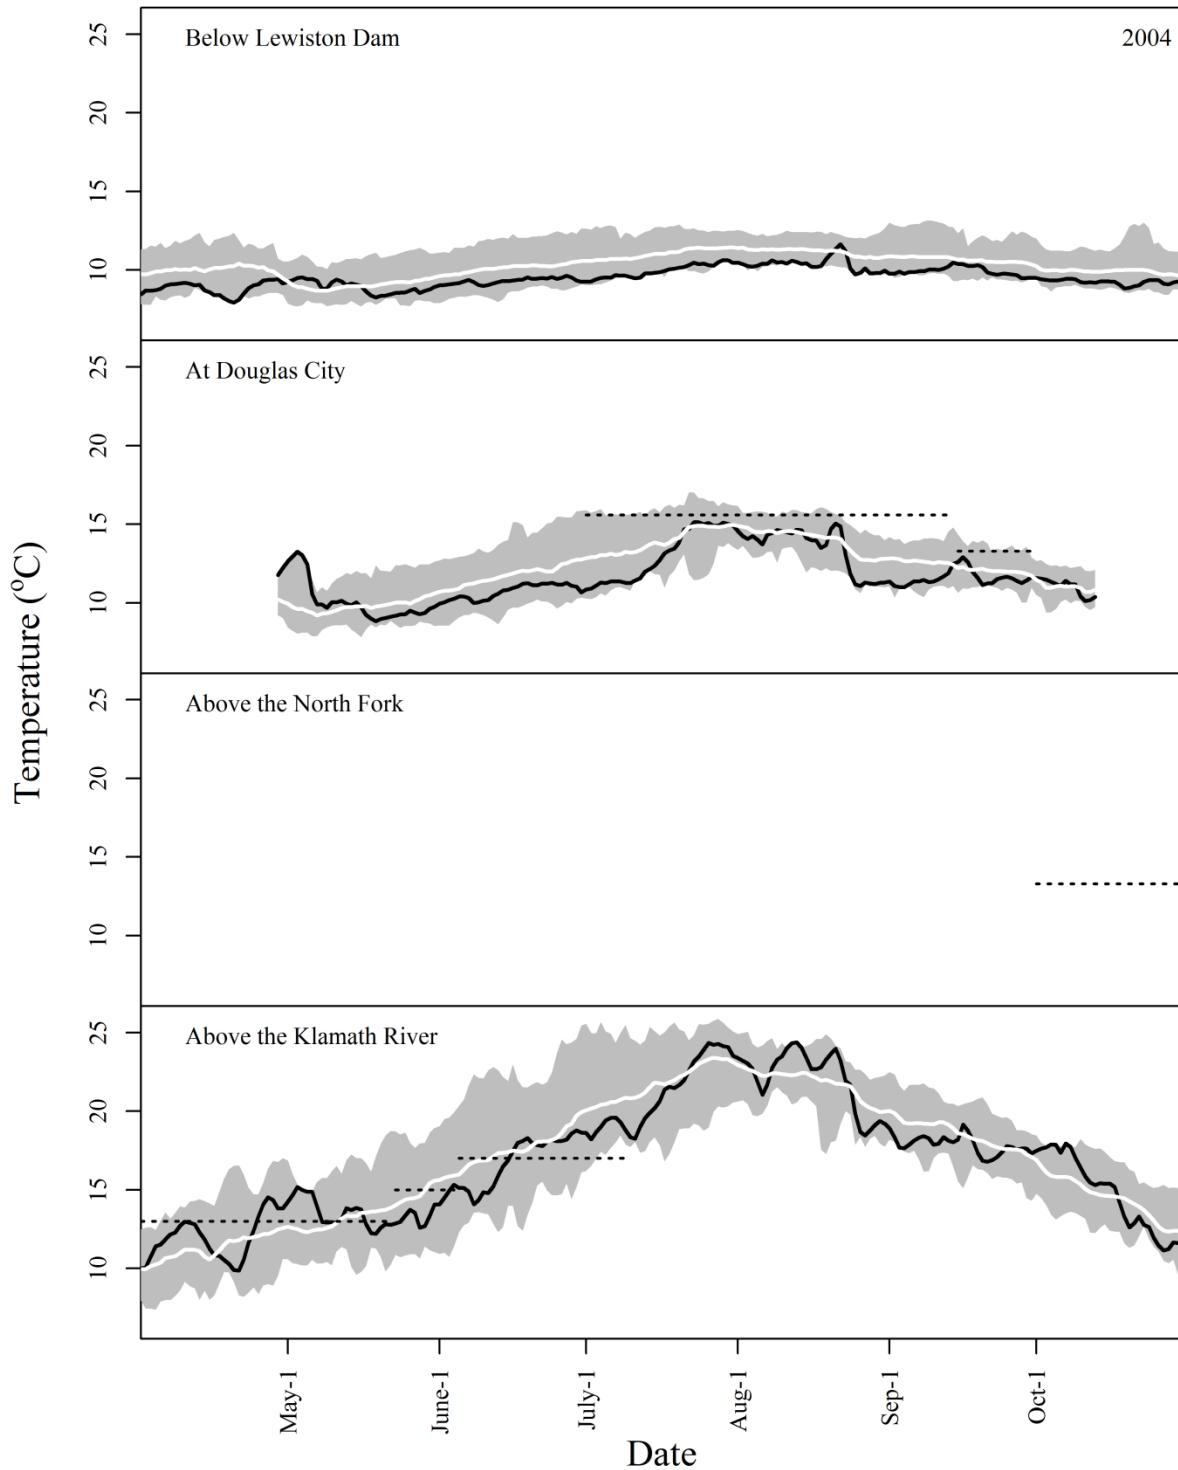 Below Lewiston Dam 2004
25
20
15
10
At Douglas City
25
20
15
10
Above the North Fork
25
20
15
10
Above the Klamath River
25
20
15
10
Temperature (°C)
May-1 June-1 July-1 Aug-1 Sep-1 Oct-1
Date